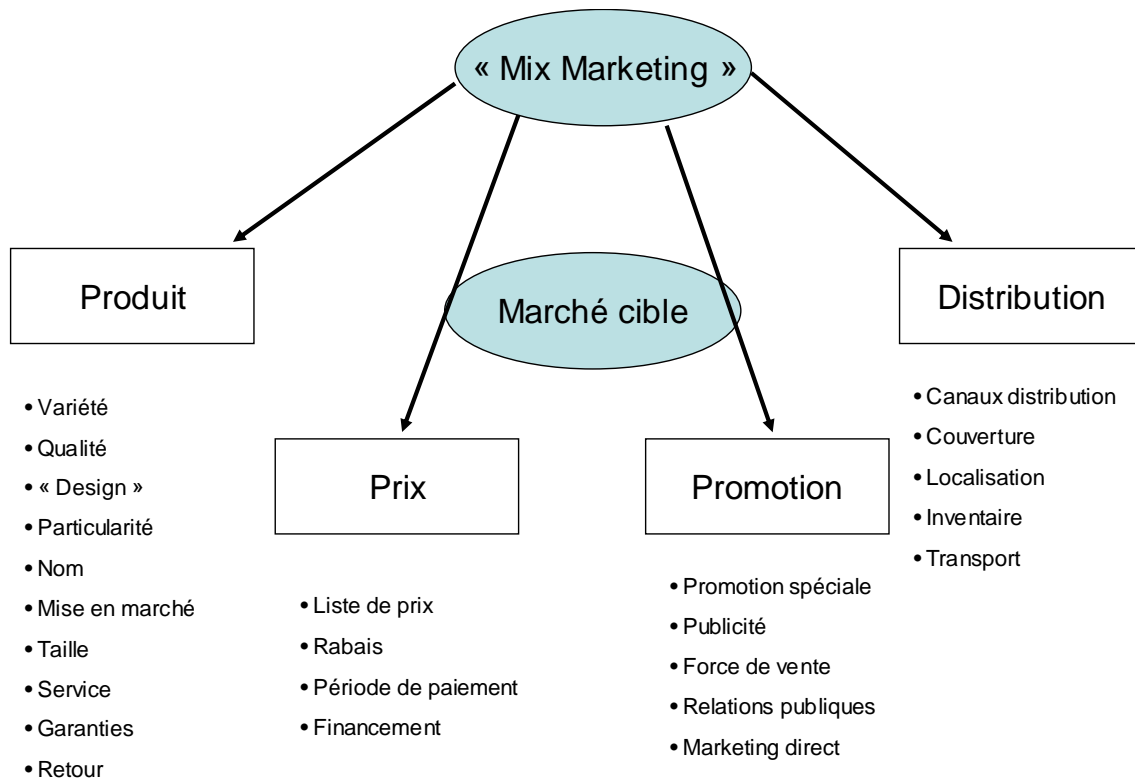 « Mix Marketing »
Marché cible
Produit
• Variété
• Qualité
• « Design »
• Particularité
• Nom
• Mise en marché
• Taille
• Service
• Garanties
• Retour
Prix
• Liste de prix
• Rabais
• Période de paiement
• Financement
Promotion
• Promotion spéciale
• Publicité
• Force de vente
• Relations publiques
• Marketing direct
Distribution
• Canaux distribution
• Couverture
• Localisation
• Inventaire
• Transport